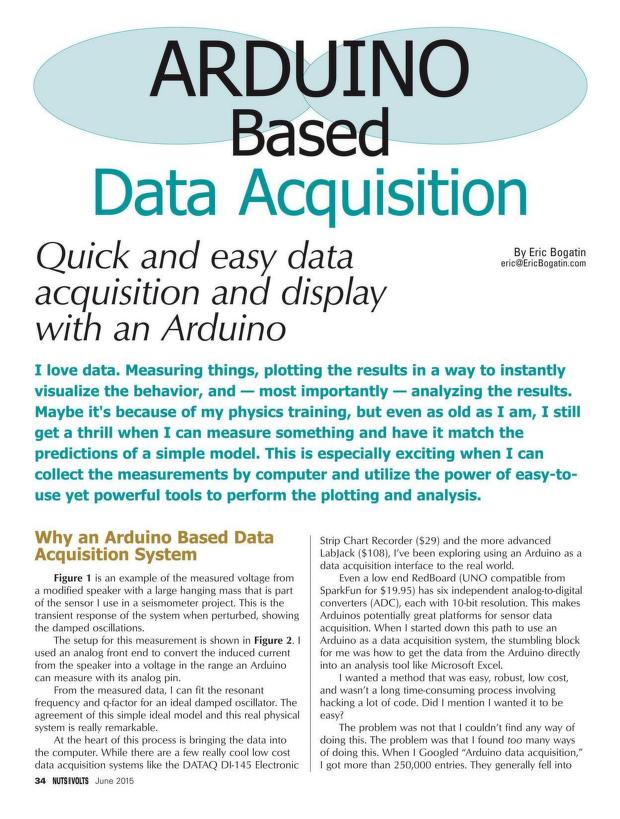 ARDUINO
Based
Data Acquisition
Quick and easy data
acquisition and display
with an Arduino
By Eric Bogatin
eric@EricBogatin.com
I love data. Measuring things, plotting the results in a way to instantly
visualize the behavior, and — most importantly — analyzing the results.
Maybe it's because of my physics training, but even as old as I am, I still
get a thrill when I can measure something and have it match the
predictions of a simple model. This is especially exciting when I can
collect the measurements by computer and utilize the power of easy-to-
use yet powerful tools to perform the plotting and analysis.
Why an Arduino Based Data
Acquisition System
Figure 1 is an example of the measured voltage from
a modified speaker with a large hanging mass that is part
of the sensor I use in a seismometer project. This is the
transient response of the system when perturbed, showing
the damped oscillations.
The setup for this measurement is shown in Figure 2. I
used an analog front end to convert the induced current
from the speaker into a voltage in the range an Arduino
can measure with its analog pin.
From the measured data, I can fit the resonant
frequency and q-factor for an ideal damped oscillator. The
agreement of this simple ideal model and this real physical
system is really remarkable.
At the heart of this process is bringing the data into
the computer. While there are a few really cool low cost
data acquisition systems like the DATAQ DI-145 Electronic
Strip Chart Recorder ($29) and the more advanced
LabJack ($108), I've been exploring using an Arduino as a
data acquisition interface to the real world.
Even a low end RedBoard (UNO compatible from
SparkFun for $19.95) has six independent analog-to-digital
converters (ADC), each with 10-bit resolution. This makes
Arduinos potentially great platforms for sensor data
acquisition. When I started down this path to use an
Arduino as a data acquisition system, the stumbling block
for me was how to get the data from the Arduino directly
into an analysis tool like Microsoft Excel.
I wanted a method that was easy, robust, low cost,
and wasn't a long time-consuming process involving
hacking a lot of code. Did I mention I wanted it to be
easy?
The problem was not that I couldn't find any way of
doing this. The problem was that I found too many ways
of doing this. When I Googled “Arduino data acquisition,”
I got more than 250,000 entries. They generally fell into
34 NUTS AND VOLTS June 2015